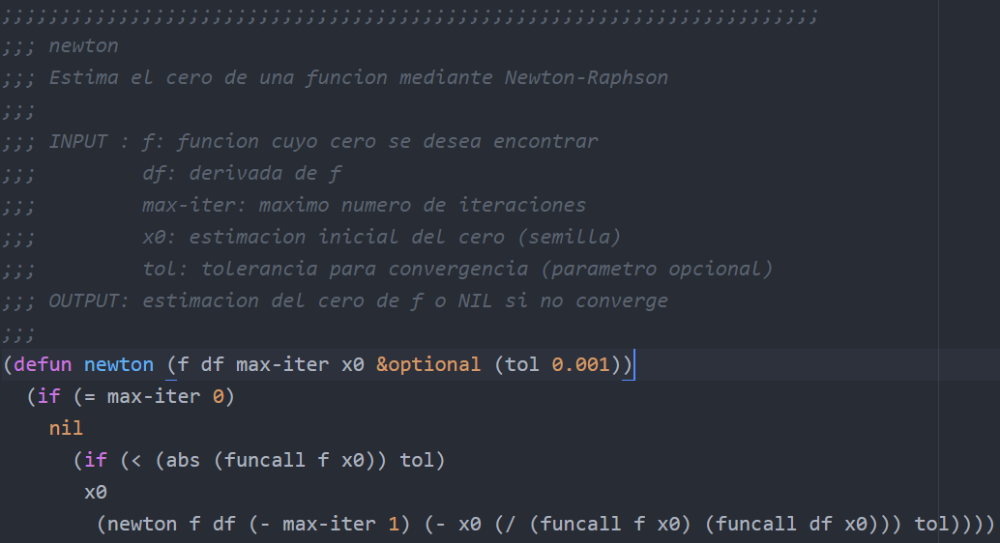 ;;;;;;;;;;;;;;;;;;;;;;;;;;;;;;;;;;;;;;;;;;;;;;;;;;;;;;;;;;;;;;;;;;;;;;
;;; newton
;;; Estima el cero de una funcion mediante Newton-Raphson
;;;
;;; INPUT : f: funcion cuyo cero se desea encontrar
;;;         df: derivada de f
;;;         max-iter: maximo numero de iteraciones
;;;         x0: estimacion inicial del cero (semilla)
;;;         tol: tolerancia para convergencia (parametro opcional)
;;; OUTPUT: estimacion del cero de f o NIL si no converge
;;;
(defun newton (f df max-iter x0 &optional (tol 0.001))
  (if (= max-iter 0)
    nil
      (if (< (abs (funcall f x0)) tol)
       x0
        (newton f df (- max-iter 1) (- x0 (/ (funcall f x0) (funcall df x0))) tol))))